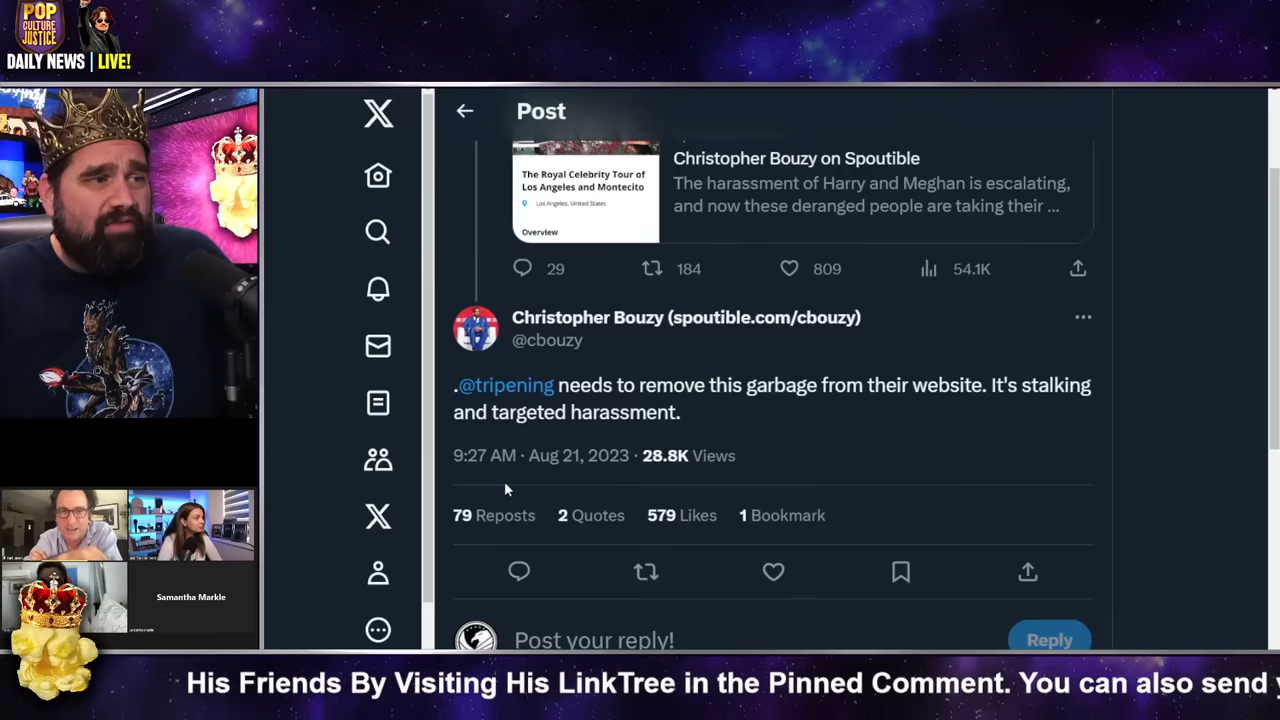 POP
CULTURE
JUSTICE
DAILY NEWS | LIVE!
Post
The Royal Celebrity Tour of
Los Angeles and Montecito
Los Angeles, United States
Overview
Christopher Bouzy on Spoutible
The harassment of Harry and Meghan is escalating,
and now these deranged people are taking their ...
29 184 809 54.1K
Christopher Bouzy (spoutible.com/cbouzy)
@cbouzy
.@tripening needs to remove this garbage from their website. It's stalking
and targeted harassment.
9:27 AM · Aug 21, 2023 · 28.8K Views
79 Reposts 2 Quotes 579 Likes 1 Bookmark
Post your reply!
Reply
Samantha Markle
His Friends By Visiting His LinkTree in the Pinned Comment. You can also send